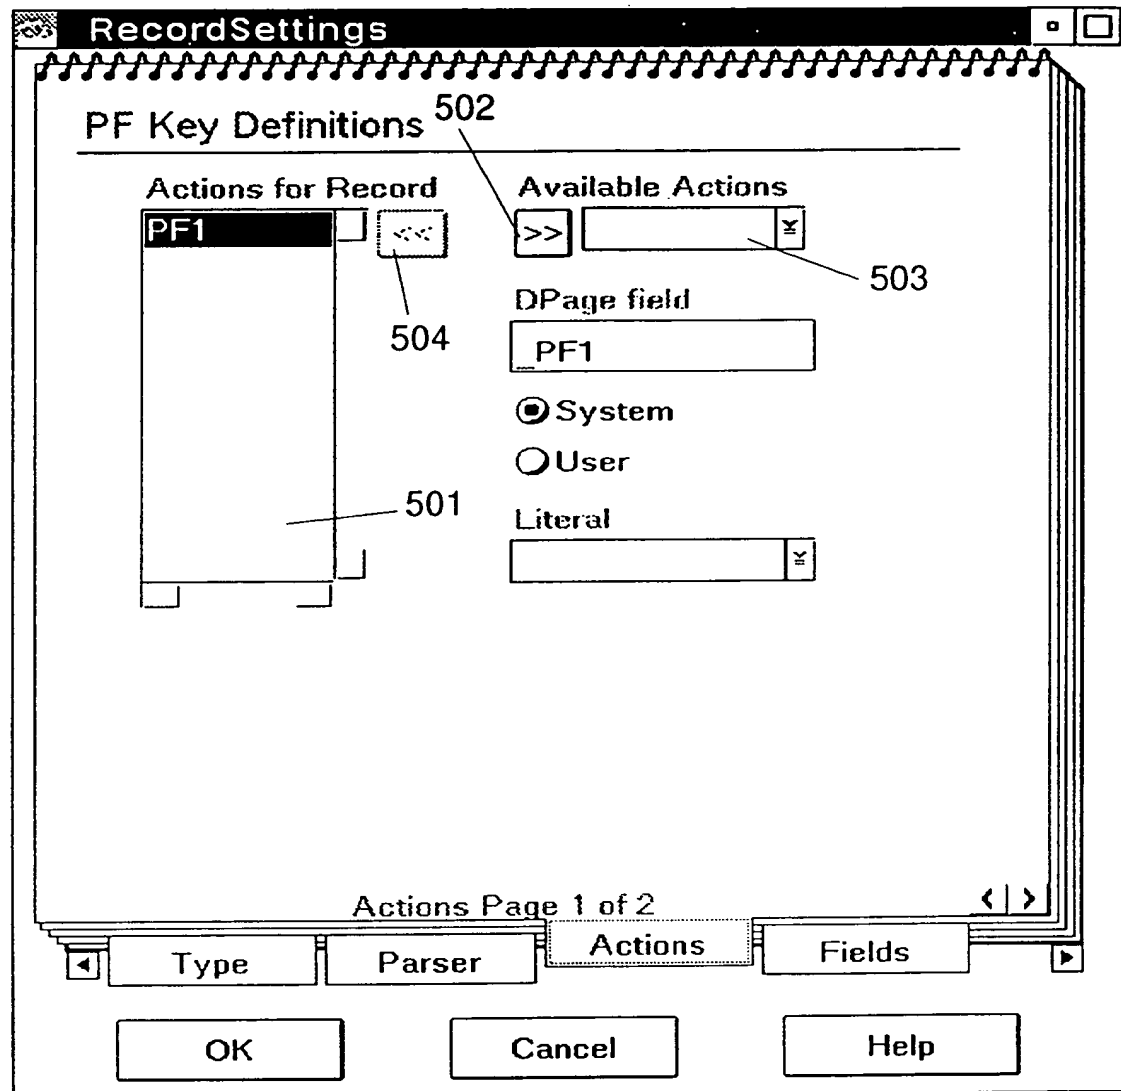 RecordSettings
PF Key Definitions
502
Actions for Record
Available Actions
PF1
<<
>>
503
504
DPage field
_PF1
System
User
501
Literal
Actions Page 1 of 2
< >
Type
Parser
Actions
Fields
OK
Cancel
Help